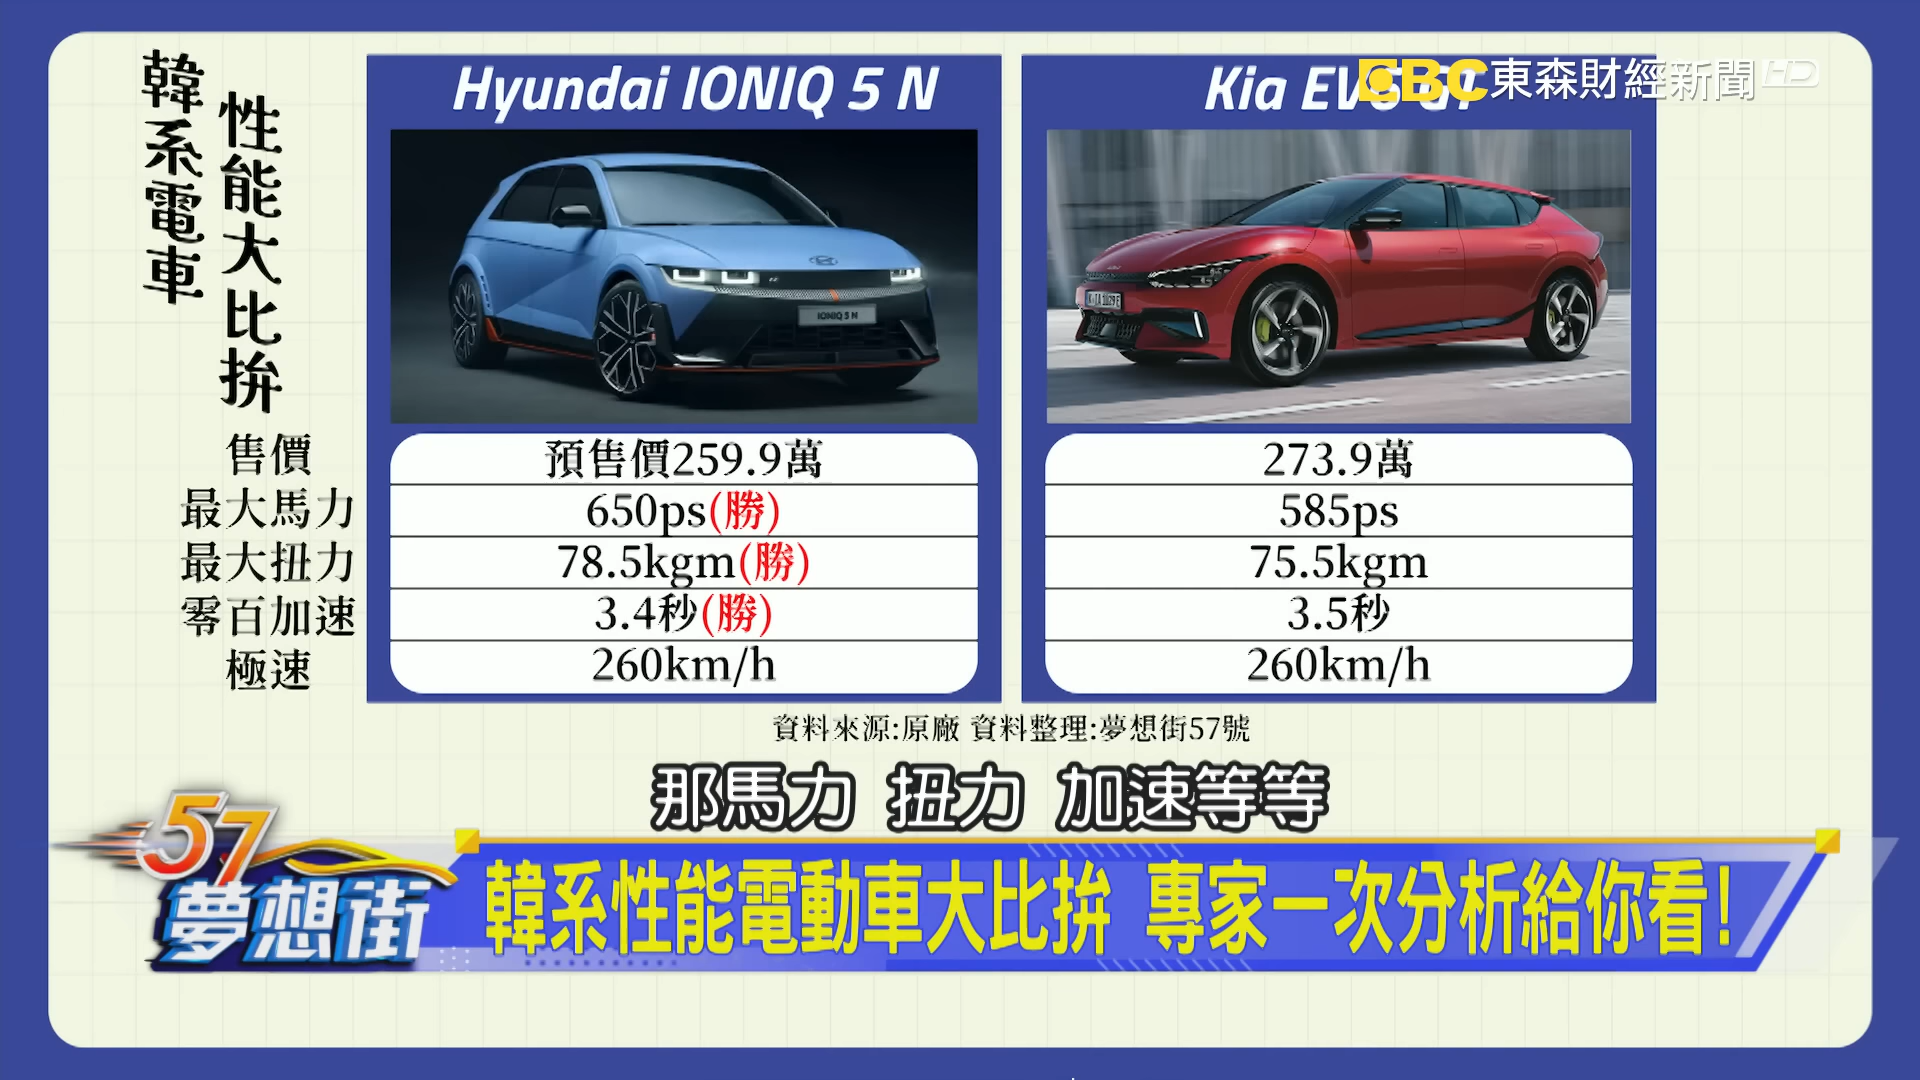 韓系電車
性能大比拚
Hyundai IONIQ 5 N
Kia EV6 GT
EBC 東森財經新聞 HD
IONIQ 5 N
售價
預售價259.9萬
273.9萬
最大馬力
650ps(勝)
585ps
最大扭力
78.5kgm(勝)
75.5kgm
零百加速
3.4秒(勝)
3.5秒
極速
260km/h
260km/h
資料來源:原廠 資料整理:夢想街57號
那馬力 扭力 加速等等
57
夢想街
韓系性能電動車大比拚 專家一次分析給你看!